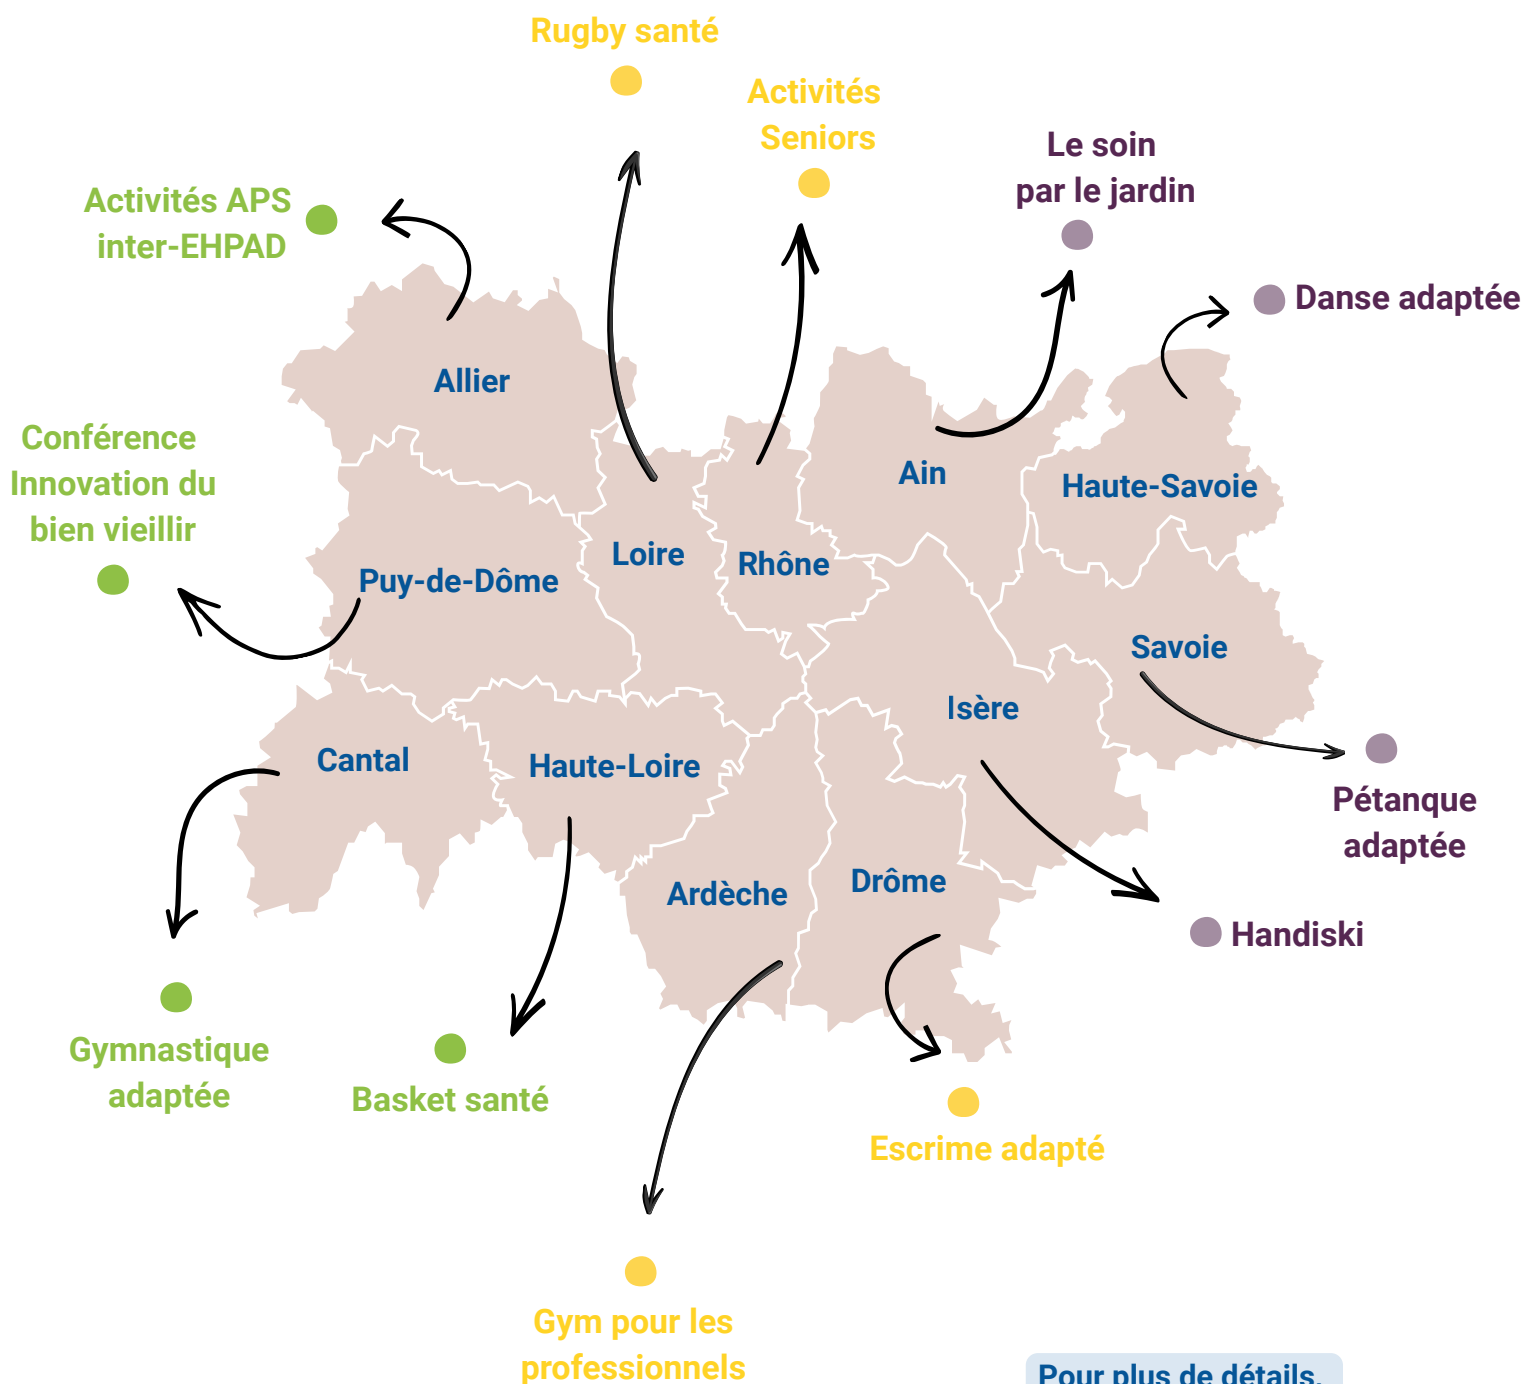 Rugby santé
Activités
Seniors
Le soin
par le jardin
Activités APS
inter-EHPAD
Danse adaptée
Allier
Conférence
Innovation du
bien vieillir
Ain
Haute-Savoie
Loire
Rhône
Puy-de-Dôme
Savoie
Isère
Cantal
Haute-Loire
Pétanque
adaptée
Ardèche
Drôme
Handiski
Gymnastique
adaptée
Basket santé
Escrime adapté
Gym pour les
professionnels
Pour plus de détails,